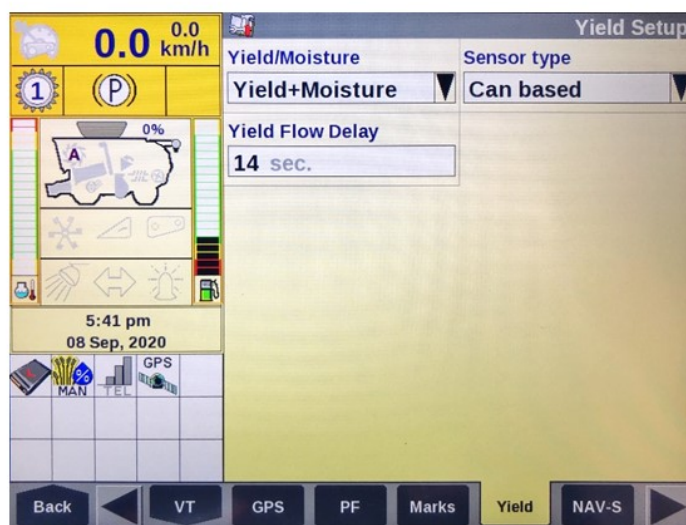 0.0 0.0 km/h
1 (P)
0%
A
5:41 pm
08 Sep, 2020
MAN TEL GPS
Yield Setup
Yield/Moisture Sensor type
Yield+Moisture Can based
Yield Flow Delay
14 sec.
Back VT GPS PF Marks Yield NAV-S